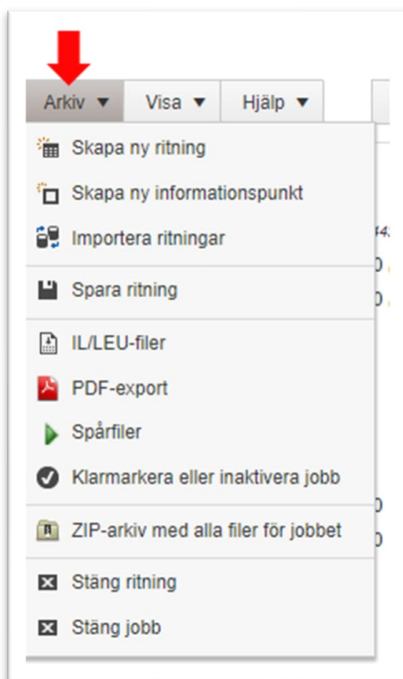 Arkiv ▼ Visa ▼ Hjälp ▼
Skapa ny ritning
Skapa ny informationspunkt
Importera ritningar
Spara ritning
IL/LEU-filer
PDF-export
Spårfiler
Klarmarkera eller inaktivera jobb
ZIP-arkiv med alla filer för jobbet
Stäng ritning
Stäng jobb